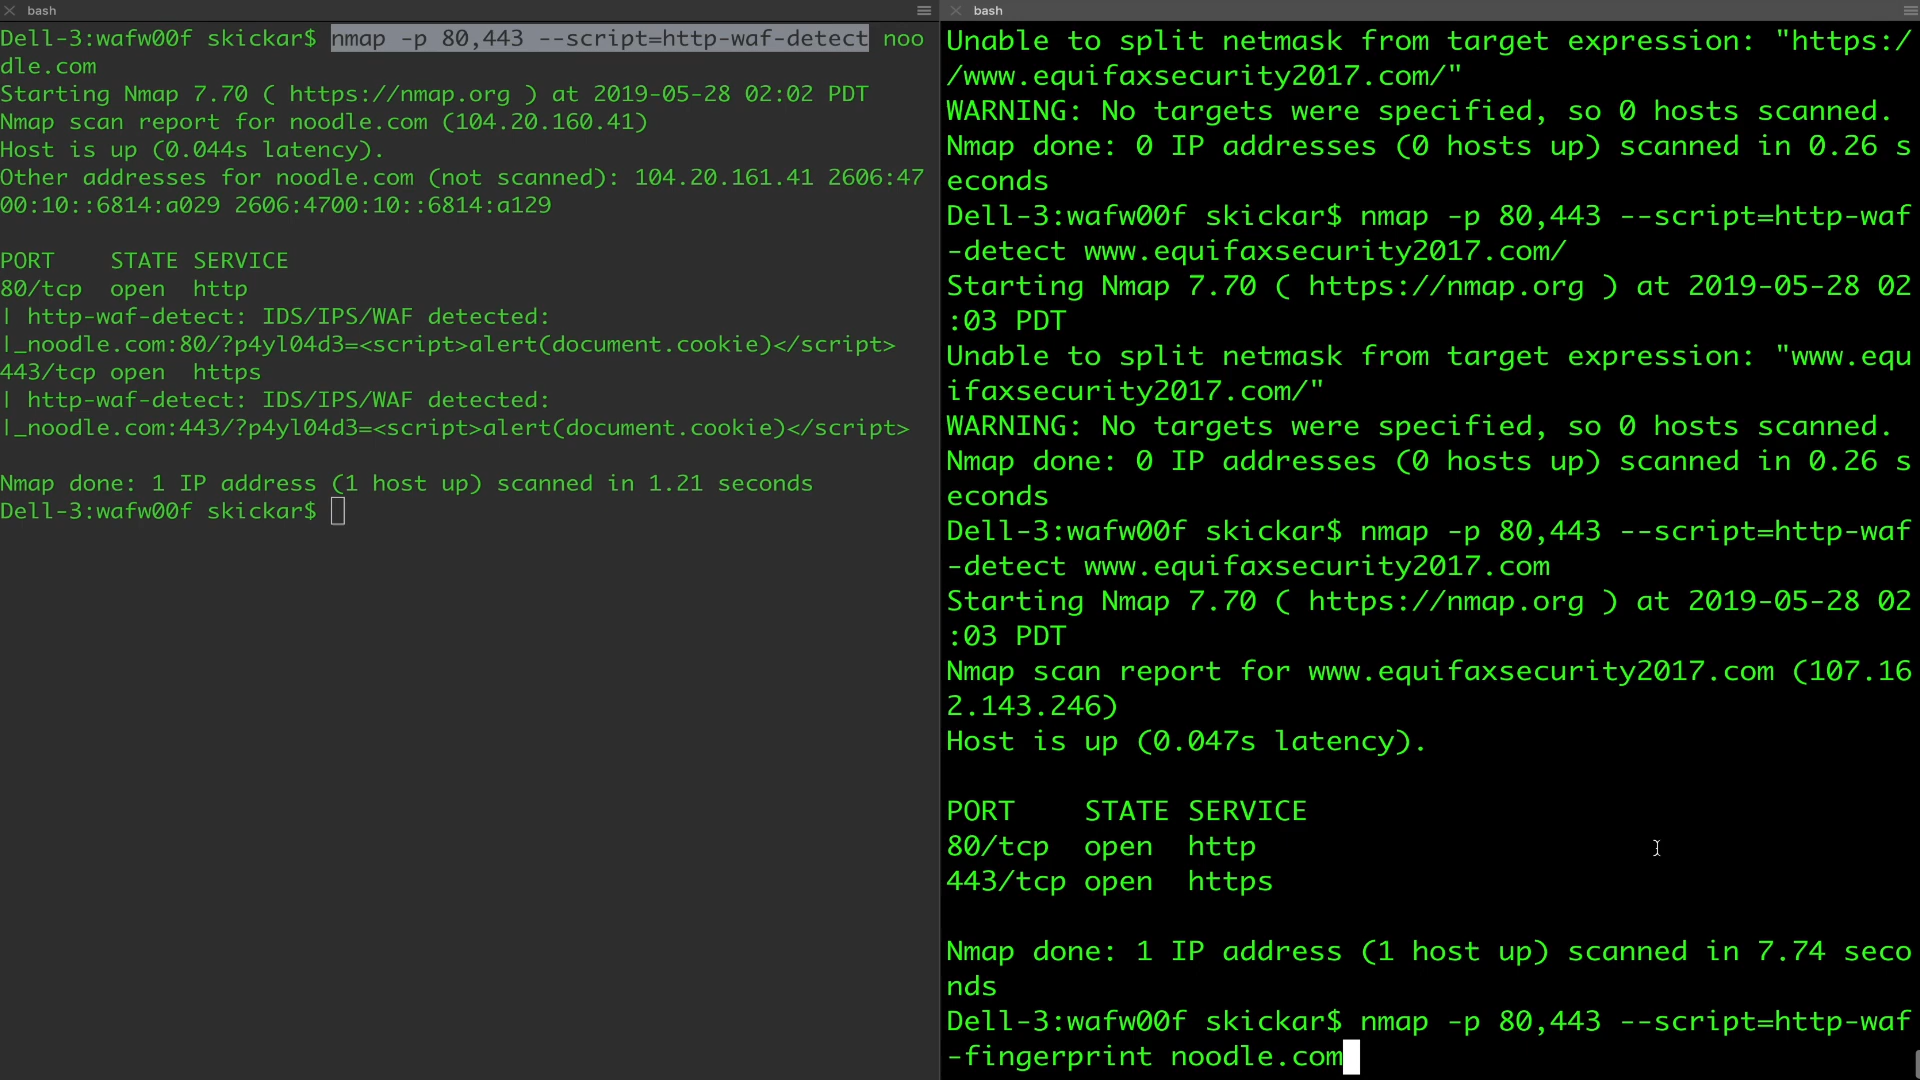 bash
Dell-3:wafw00f skickar$ nmap -p 80,443 --script=http-waf-detect noo
dle.com
Starting Nmap 7.70 ( https://nmap.org ) at 2019-05-28 02:02 PDT
Nmap scan report for noodle.com (104.20.160.41)
Host is up (0.044s latency).
Other addresses for noodle.com (not scanned): 104.20.161.41 2606:47
00:10::6814:a029 2606:4700:10::6814:a129
PORT    STATE SERVICE
80/tcp  open  http
| http-waf-detect: IDS/IPS/WAF detected:
|_noodle.com:80/?p4yl04d3=<script>alert(document.cookie)</script>
443/tcp open  https
| http-waf-detect: IDS/IPS/WAF detected:
|_noodle.com:443/?p4yl04d3=<script>alert(document.cookie)</script>
Nmap done: 1 IP address (1 host up) scanned in 1.21 seconds
Dell-3:wafw00f skickar$
bash
Unable to split netmask from target expression: "https:/
/www.equifaxsecurity2017.com/"
WARNING: No targets were specified, so 0 hosts scanned.
Nmap done: 0 IP addresses (0 hosts up) scanned in 0.26 s
econds
Dell-3:wafw00f skickar$ nmap -p 80,443 --script=http-waf
-detect www.equifaxsecurity2017.com/
Starting Nmap 7.70 ( https://nmap.org ) at 2019-05-28 02
:03 PDT
Unable to split netmask from target expression: "www.equ
ifaxsecurity2017.com/"
WARNING: No targets were specified, so 0 hosts scanned.
Nmap done: 0 IP addresses (0 hosts up) scanned in 0.26 s
econds
Dell-3:wafw00f skickar$ nmap -p 80,443 --script=http-waf
-detect www.equifaxsecurity2017.com
Starting Nmap 7.70 ( https://nmap.org ) at 2019-05-28 02
:03 PDT
Nmap scan report for www.equifaxsecurity2017.com (107.16
2.143.246)
Host is up (0.047s latency).
PORT    STATE SERVICE
80/tcp  open  http
443/tcp open  https
Nmap done: 1 IP address (1 host up) scanned in 7.74 seco
nds
Dell-3:wafw00f skickar$ nmap -p 80,443 --script=http-waf
-fingerprint noodle.com